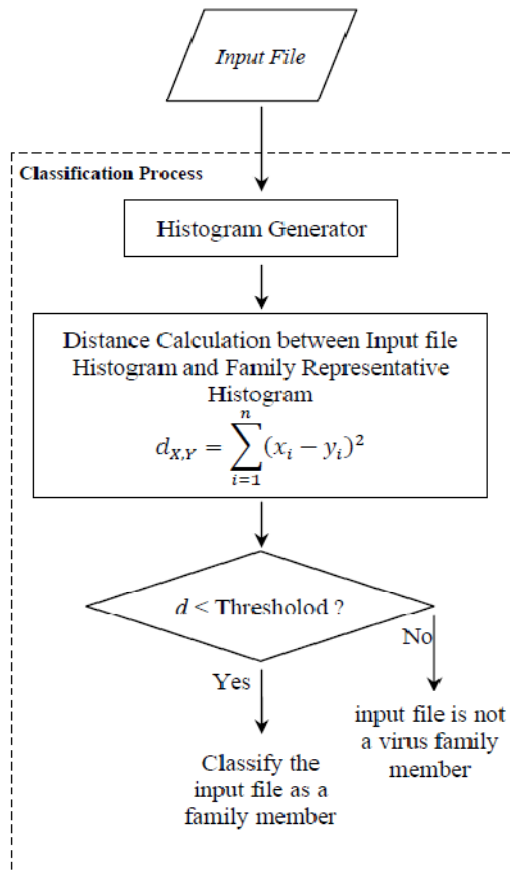 Input File
Classification Process
Histogram Generator
Distance Calculation between Input file
Histogram and Family Representative
Histogram
d_{X,Y} = \sum_{i=1}^{n} (x_i − y_i)^2
d < Thresholod ?
No
Yes
input file is not
a virus family
member
Classify the
input file as a
family member